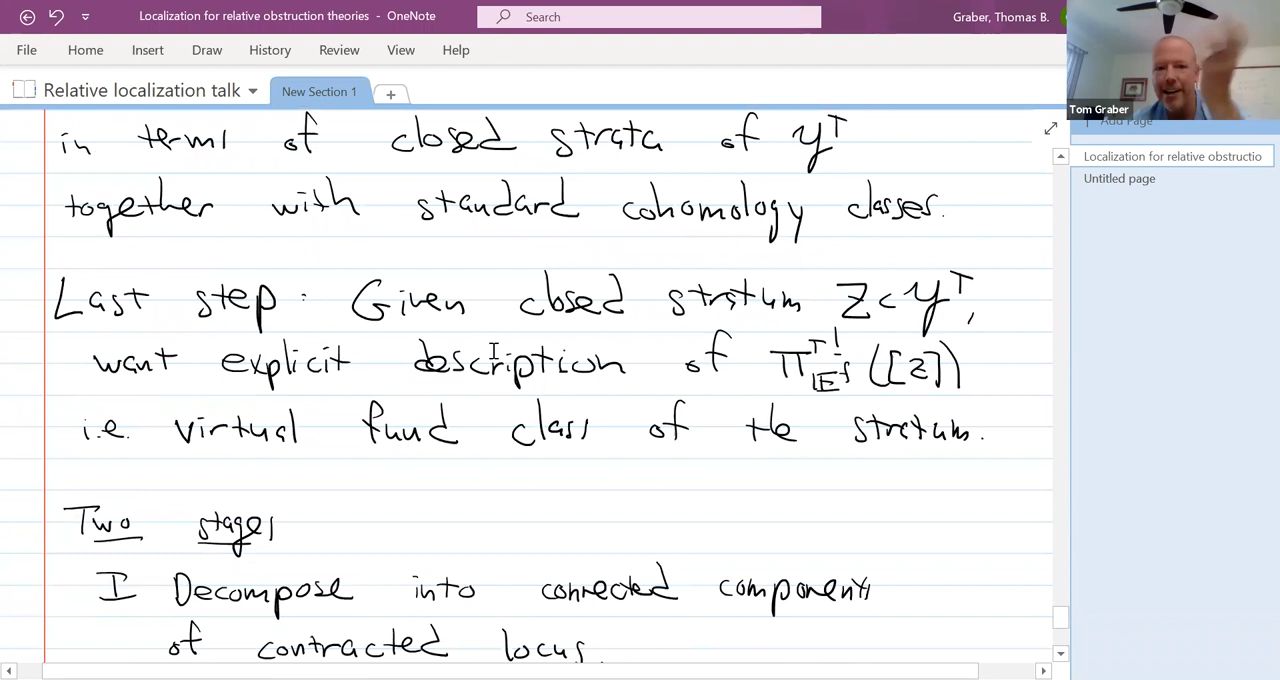 Localization for relative obstruction theories - OneNote
Search
Graber, Thomas B.
File Home Insert Draw History Review View Help
Relative localization talk
New Section 1
Tom Graber
Add Page
Localization for relative obstructio
Untitled page
in terms of closed strata of Y^T
together with standard cohomology classes.
Last step: Given closed stratum Z ⊂ Y^T,
want explicit description of ([Z])
i.e. virtual fund class of the stratum.
Two stages
I Decompose into connected components
of contracted locus.